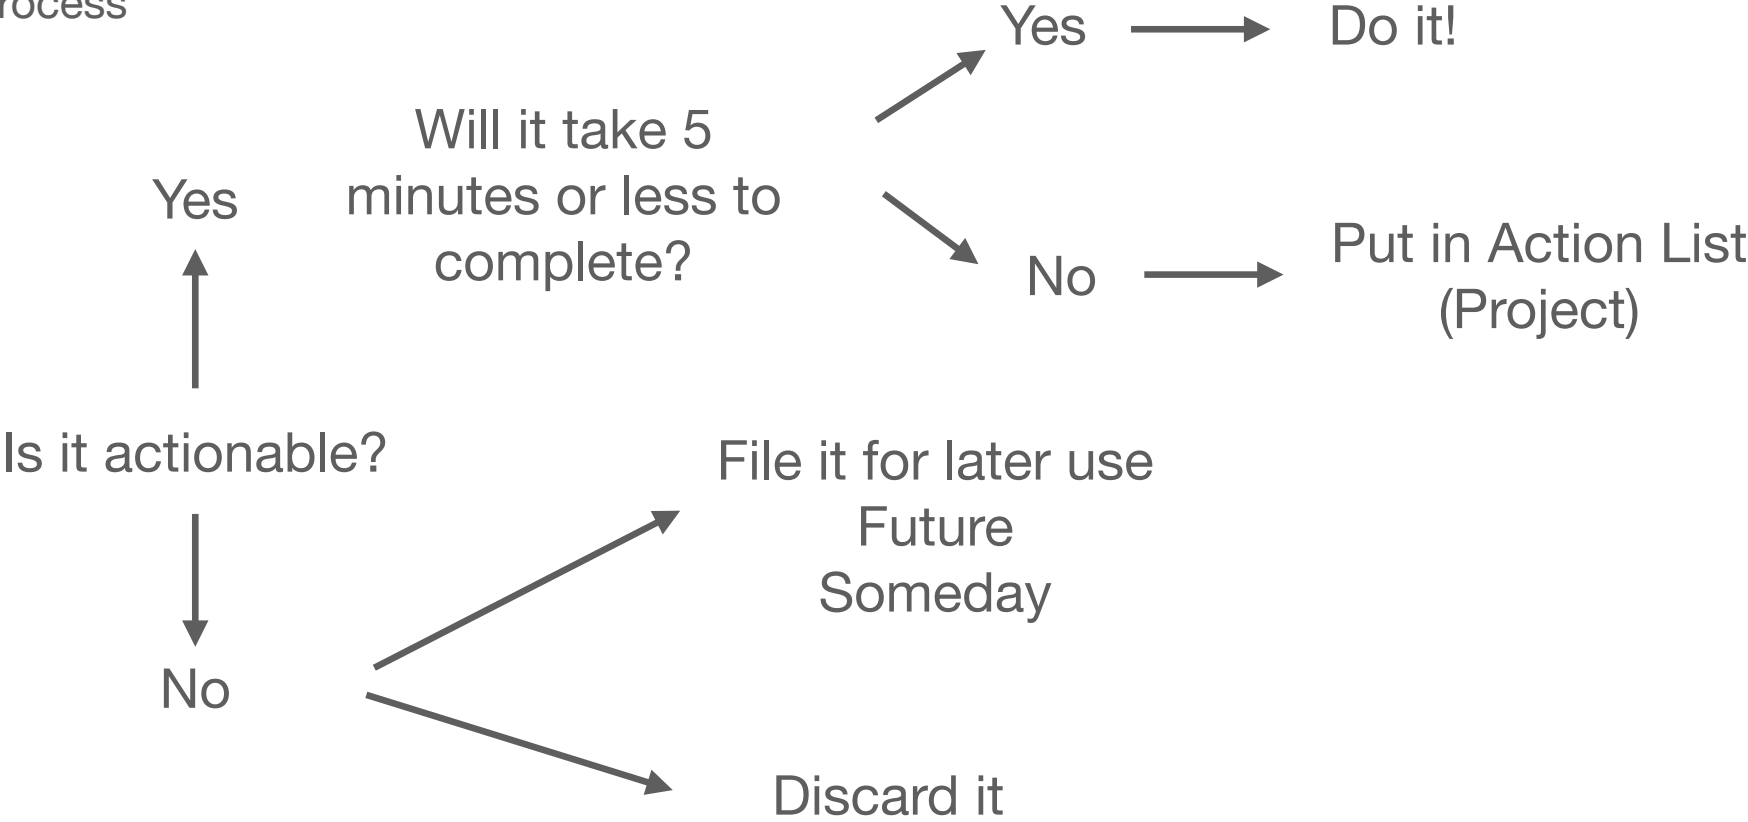 Yes
Do it!
Will it take 5
minutes or less to
complete?
Yes
No
Put in Action List
(Project)
Is it actionable?
File it for later use
Future
Someday
No
Discard it